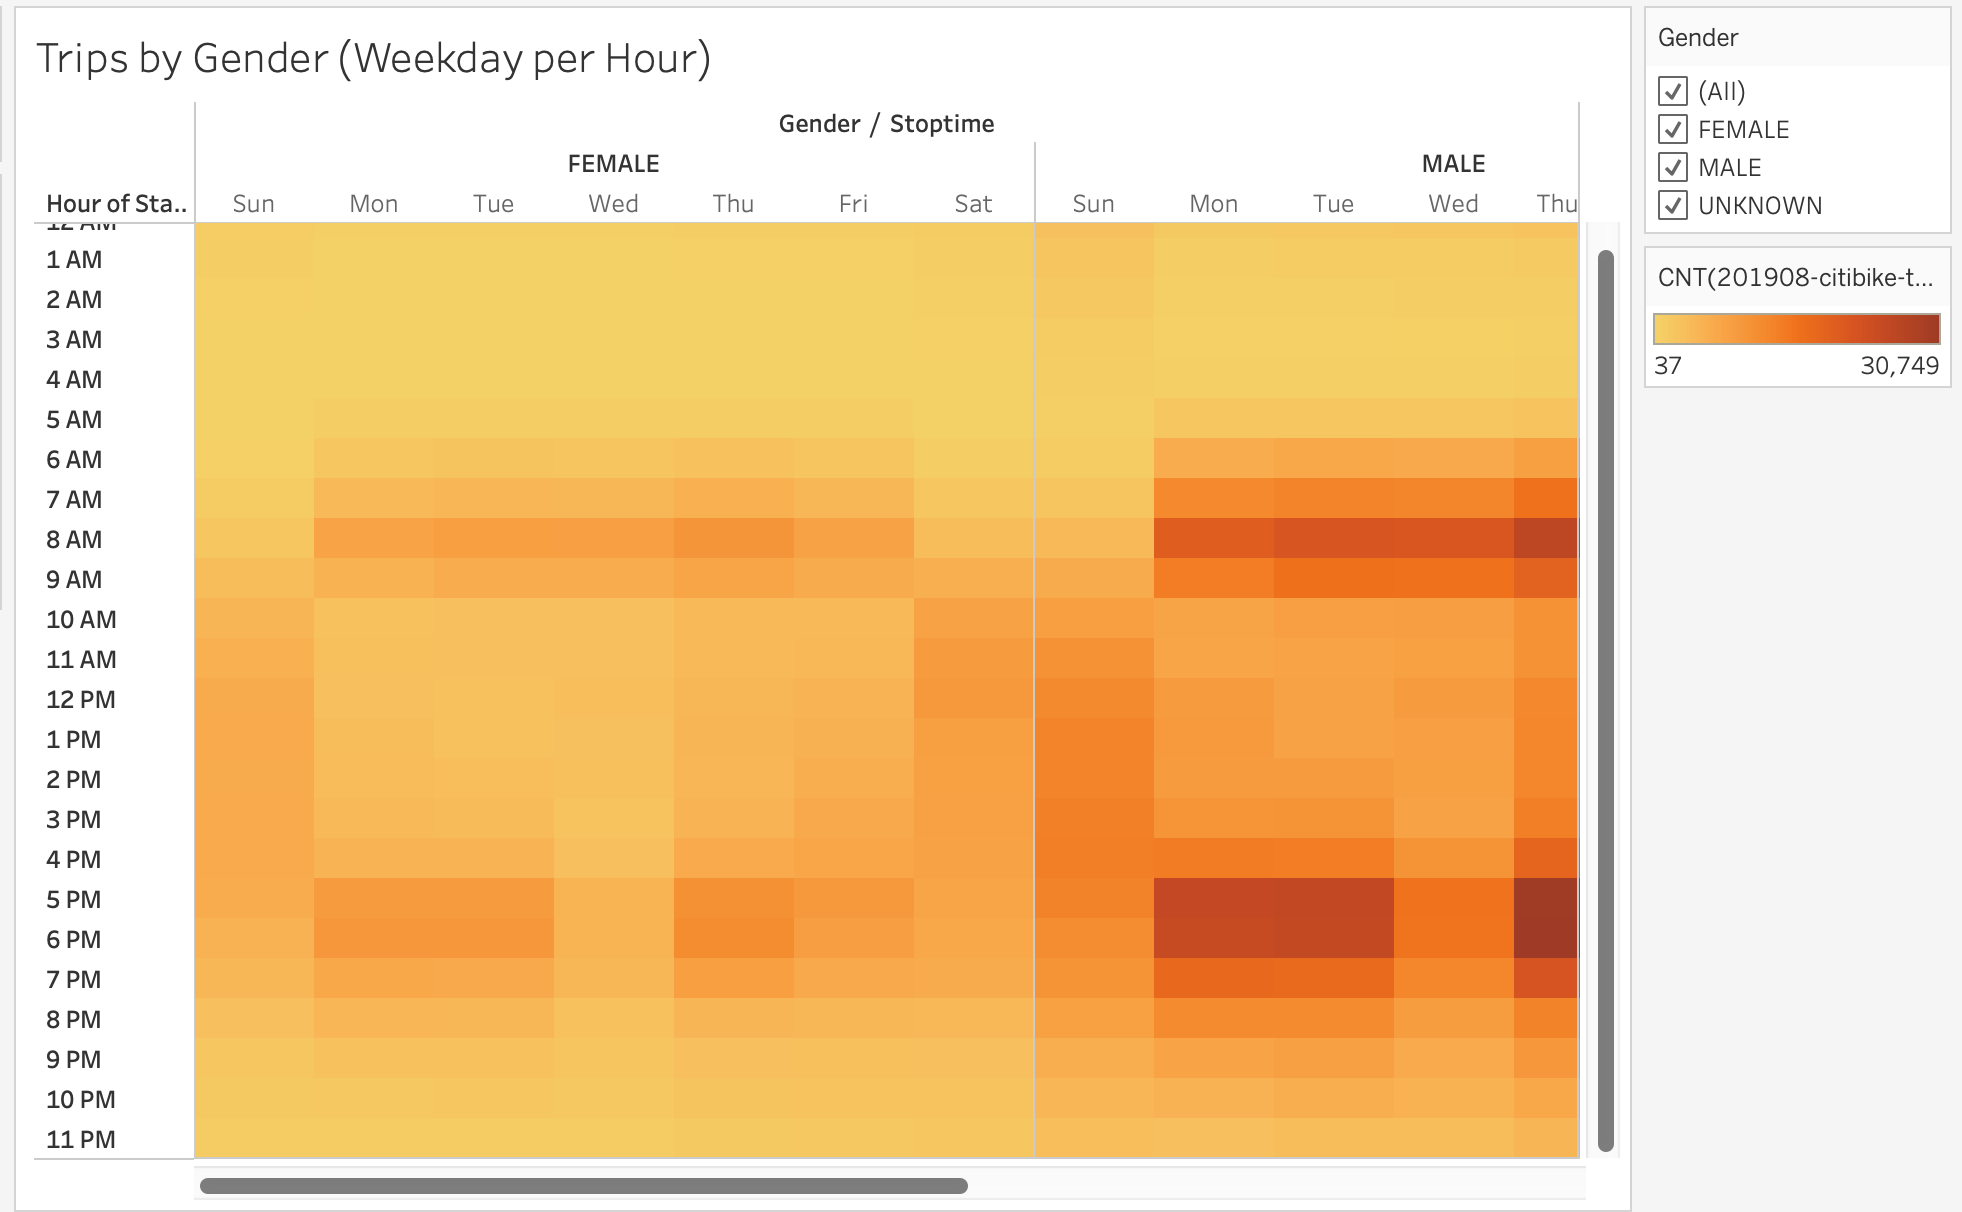 Trips by Gender (Weekday per Hour)
Gender / Stoptime
FEMALE MALE
Hour of Sta.. Sun Mon Tue Wed Thu Fri Sat Sun Mon Tue Wed Thu
12 AM
1 AM
2 AM
3 AM
4 AM
5 AM
6 AM
7 AM
8 AM
9 AM
10 AM
11 AM
12 PM
1 PM
2 PM
3 PM
4 PM
5 PM
6 PM
7 PM
8 PM
9 PM
10 PM
11 PM
Gender
(All)
FEMALE
MALE
UNKNOWN
CNT(201908-citibike-t...
37 30,749